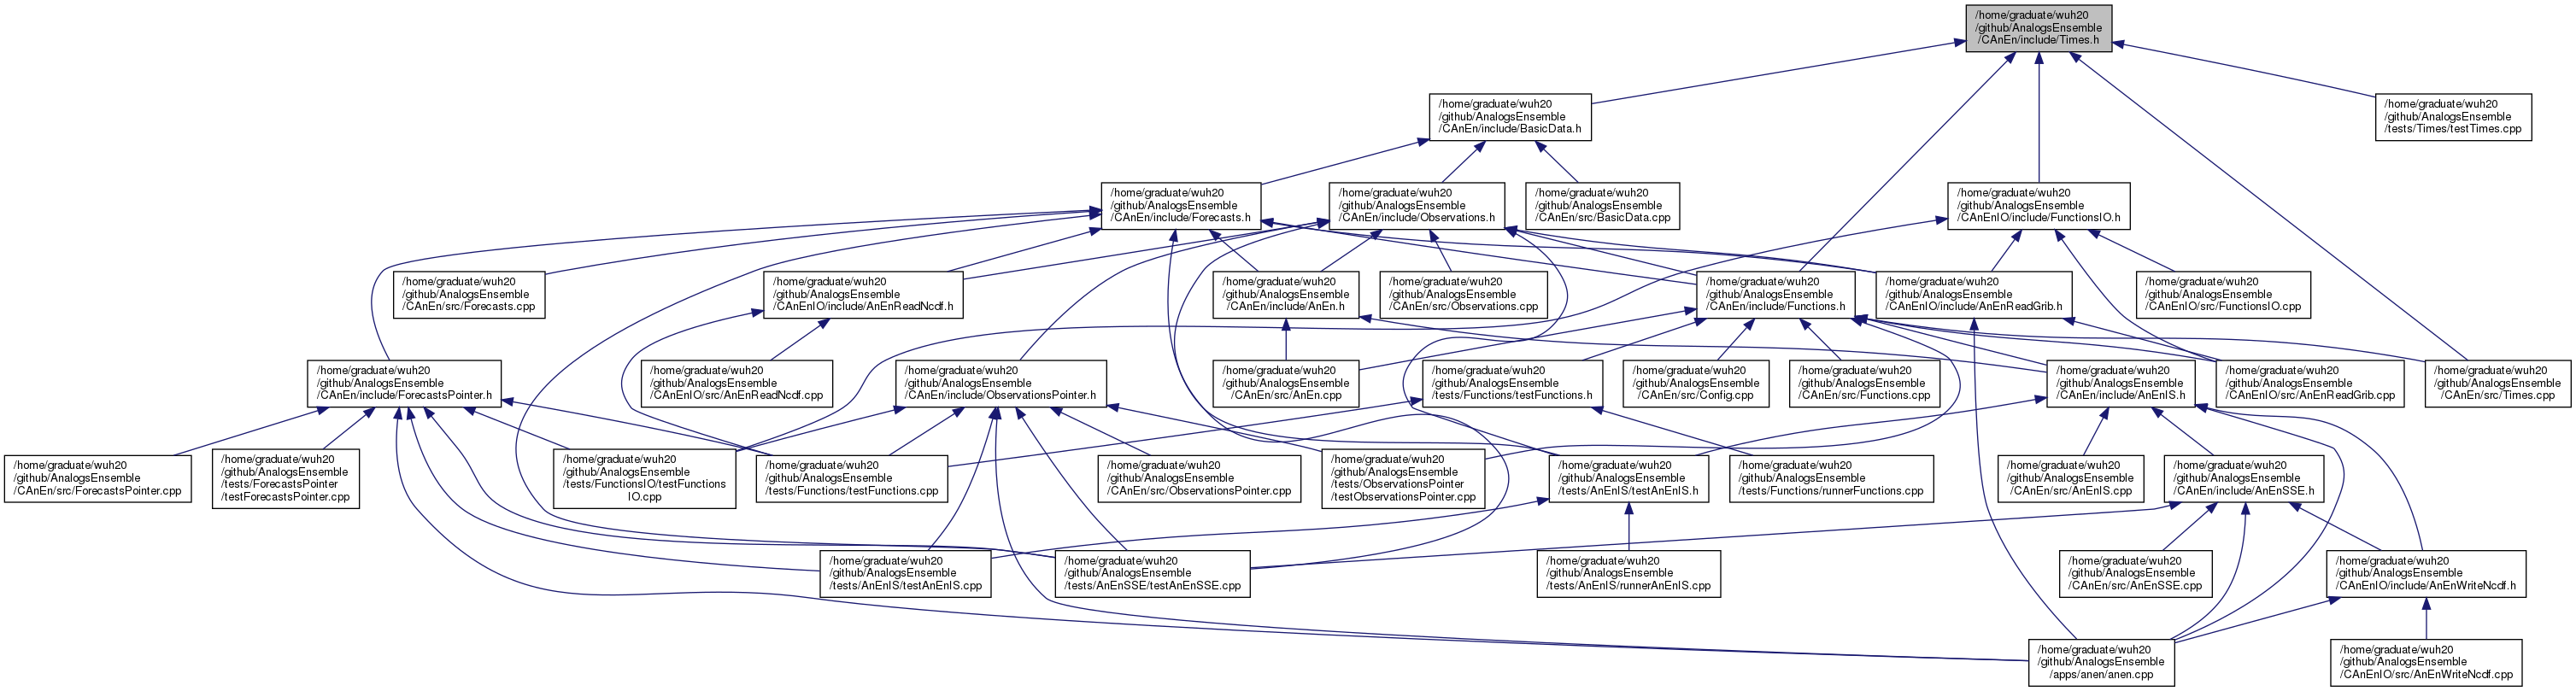 /home/graduate/wuh20
/github/AnalogsEnsemble
/CAnEn/include/Times.h
/home/graduate/wuh20
/github/AnalogsEnsemble
/CAnEn/include/BasicData.h
/home/graduate/wuh20
/github/AnalogsEnsemble
/tests/Times/testTimes.cpp
/home/graduate/wuh20
/github/AnalogsEnsemble
/CAnEn/include/Forecasts.h
/home/graduate/wuh20
/github/AnalogsEnsemble
/CAnEn/include/Observations.h
/home/graduate/wuh20
/github/AnalogsEnsemble
/CAnEn/src/BasicData.cpp
/home/graduate/wuh20
/github/AnalogsEnsemble
/CAnEnIO/include/FunctionsIO.h
/home/graduate/wuh20
/github/AnalogsEnsemble
/CAnEn/src/Forecasts.cpp
/home/graduate/wuh20
/github/AnalogsEnsemble
/CAnEnIO/include/AnEnReadNcdf.h
/home/graduate/wuh20
/github/AnalogsEnsemble
/CAnEn/include/AnEn.h
/home/graduate/wuh20
/github/AnalogsEnsemble
/CAnEn/src/Observations.cpp
/home/graduate/wuh20
/github/AnalogsEnsemble
/CAnEn/include/Functions.h
/home/graduate/wuh20
/github/AnalogsEnsemble
/CAnEnIO/include/AnEnReadGrib.h
/home/graduate/wuh20
/github/AnalogsEnsemble
/CAnEnIO/src/FunctionsIO.cpp
/home/graduate/wuh20
/github/AnalogsEnsemble
/CAnEn/include/ForecastsPointer.h
/home/graduate/wuh20
/github/AnalogsEnsemble
/CAnEnIO/src/AnEnReadNcdf.cpp
/home/graduate/wuh20
/github/AnalogsEnsemble
/CAnEn/include/ObservationsPointer.h
/home/graduate/wuh20
/github/AnalogsEnsemble
/CAnEn/src/AnEn.cpp
/home/graduate/wuh20
/github/AnalogsEnsemble
/tests/Functions/testFunctions.h
/home/graduate/wuh20
/github/AnalogsEnsemble
/CAnEn/src/Config.cpp
/home/graduate/wuh20
/github/AnalogsEnsemble
/CAnEn/src/Functions.cpp
/home/graduate/wuh20
/github/AnalogsEnsemble
/CAnEn/include/AnEnIS.h
/home/graduate/wuh20
/github/AnalogsEnsemble
/CAnEnIO/src/AnEnReadGrib.cpp
/home/graduate/wuh20
/github/AnalogsEnsemble
/CAnEn/src/Times.cpp
/home/graduate/wuh20
/github/AnalogsEnsemble
/CAnEn/src/ForecastsPointer.cpp
/home/graduate/wuh20
/github/AnalogsEnsemble
/tests/ForecastsPointer
/testForecastsPointer.cpp
/home/graduate/wuh20
/github/AnalogsEnsemble
/tests/FunctionsIO/testFunctions
IO.cpp
/home/graduate/wuh20
/github/AnalogsEnsemble
/tests/Functions/testFunctions.cpp
/home/graduate/wuh20
/github/AnalogsEnsemble
/CAnEn/src/ObservationsPointer.cpp
/home/graduate/wuh20
/github/AnalogsEnsemble
/tests/ObservationsPointer
/testObservationsPointer.cpp
/home/graduate/wuh20
/github/AnalogsEnsemble
/tests/AnEnIS/testAnEnIS.h
/home/graduate/wuh20
/github/AnalogsEnsemble
/tests/Functions/runnerFunctions.cpp
/home/graduate/wuh20
/github/AnalogsEnsemble
/CAnEn/src/AnEnIS.cpp
/home/graduate/wuh20
/github/AnalogsEnsemble
/CAnEn/include/AnEnSSE.h
/home/graduate/wuh20
/github/AnalogsEnsemble
/tests/AnEnIS/testAnEnIS.cpp
/home/graduate/wuh20
/github/AnalogsEnsemble
/tests/AnEnSSE/testAnEnSSE.cpp
/home/graduate/wuh20
/github/AnalogsEnsemble
/tests/AnEnIS/runnerAnEnIS.cpp
/home/graduate/wuh20
/github/AnalogsEnsemble
/CAnEn/src/AnEnSSE.cpp
/home/graduate/wuh20
/github/AnalogsEnsemble
/CAnEnIO/include/AnEnWriteNcdf.h
/home/graduate/wuh20
/github/AnalogsEnsemble
/apps/anen/anen.cpp
/home/graduate/wuh20
/github/AnalogsEnsemble
/CAnEnIO/src/AnEnWriteNcdf.cpp